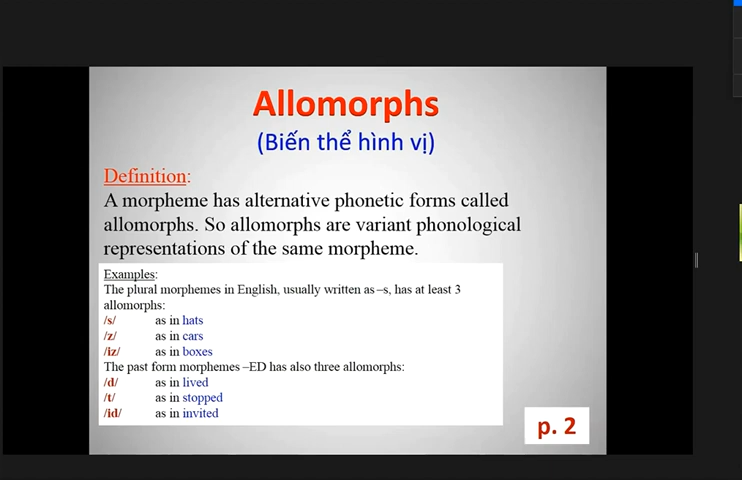 Allomorphs
(Biến thể hình vị)
Definition:
A morpheme has alternative phonetic forms called
allomorphs. So allomorphs are variant phonological
representations of the same morpheme.
Examples:
The plural morphemes in English, usually written as –s, has at least 3
allomorphs:
/s/ as in hats
/z/ as in cars
/iz/ as in boxes
The past form morphemes –ED has also three allomorphs:
/d/ as in lived
/t/ as in stopped
/id/ as in invited
p. 2